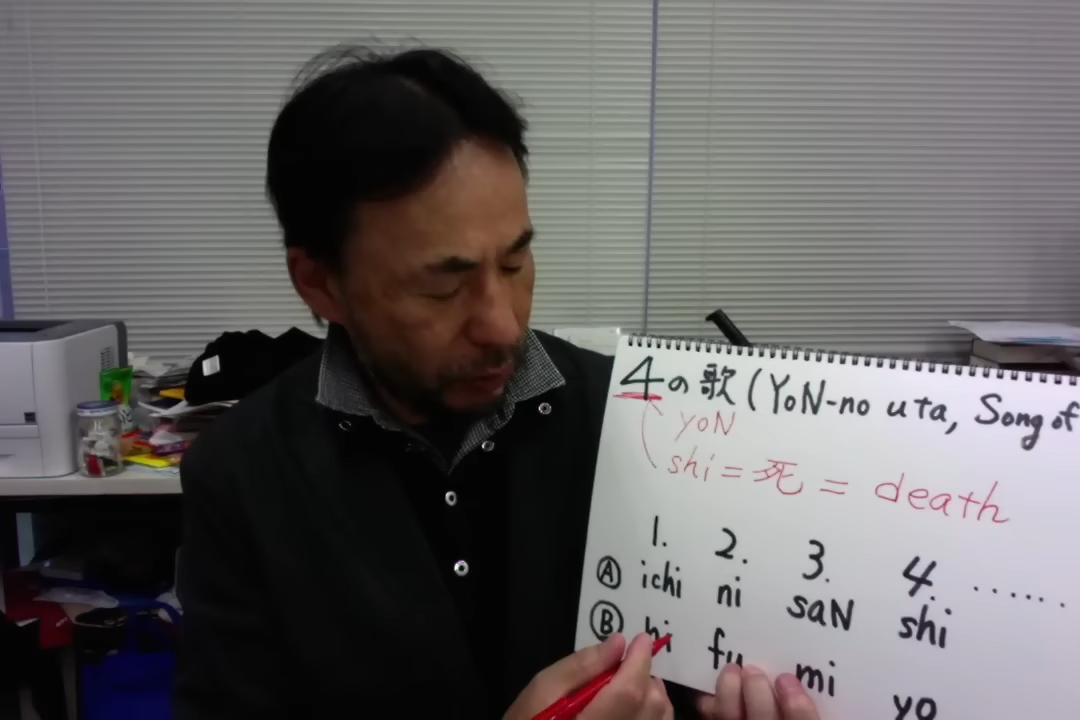 4の歌 (YoN-no uta, Song of
yoN
shi = 死 = death
1. 2. 3. 4. ......
Ⓐ ichi ni saN shi
Ⓑ hi fu mi yo